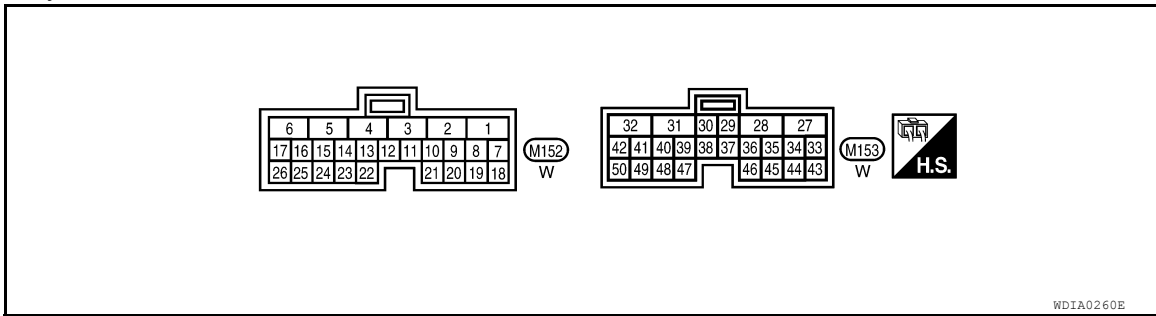 6 5 4 3 2 1
17 16 15 14 13 12 11 10 9 8 7
26 25 24 23 22 21 20 19 18
M152
W
32 31 30 29 28 27
42 41 40 39 38 37 36 35 34 33
50 49 48 47 46 45 44 43
M153
W
H.S.
WDIA0260E